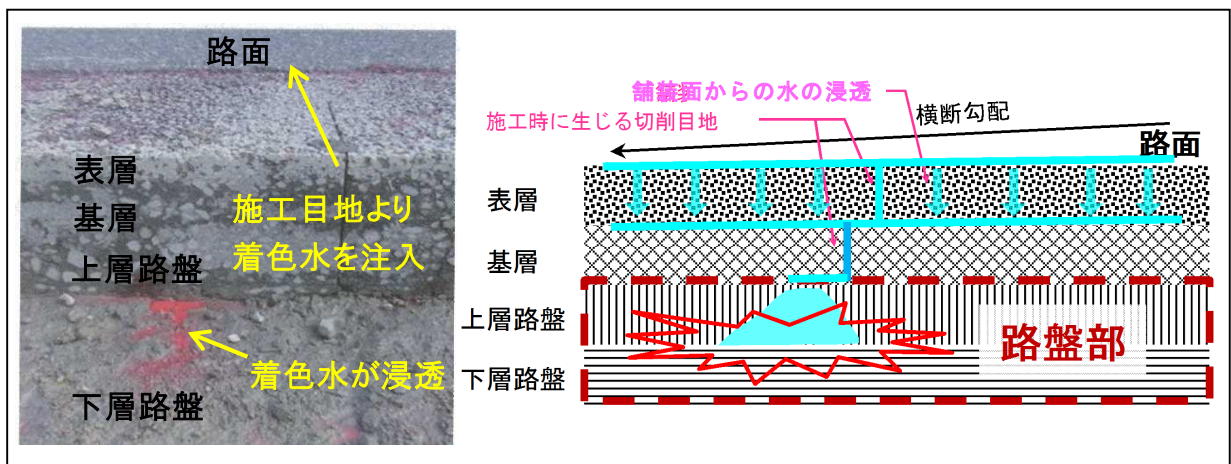 路面
表層
基層
上層路盤
施工目地より
着色水を注入
着色水が浸透
下層路盤
舗装面からの水の浸透
施工時に生じる切削目地
横断勾配
路面
表層
基層
上層路盤
下層路盤
路盤部